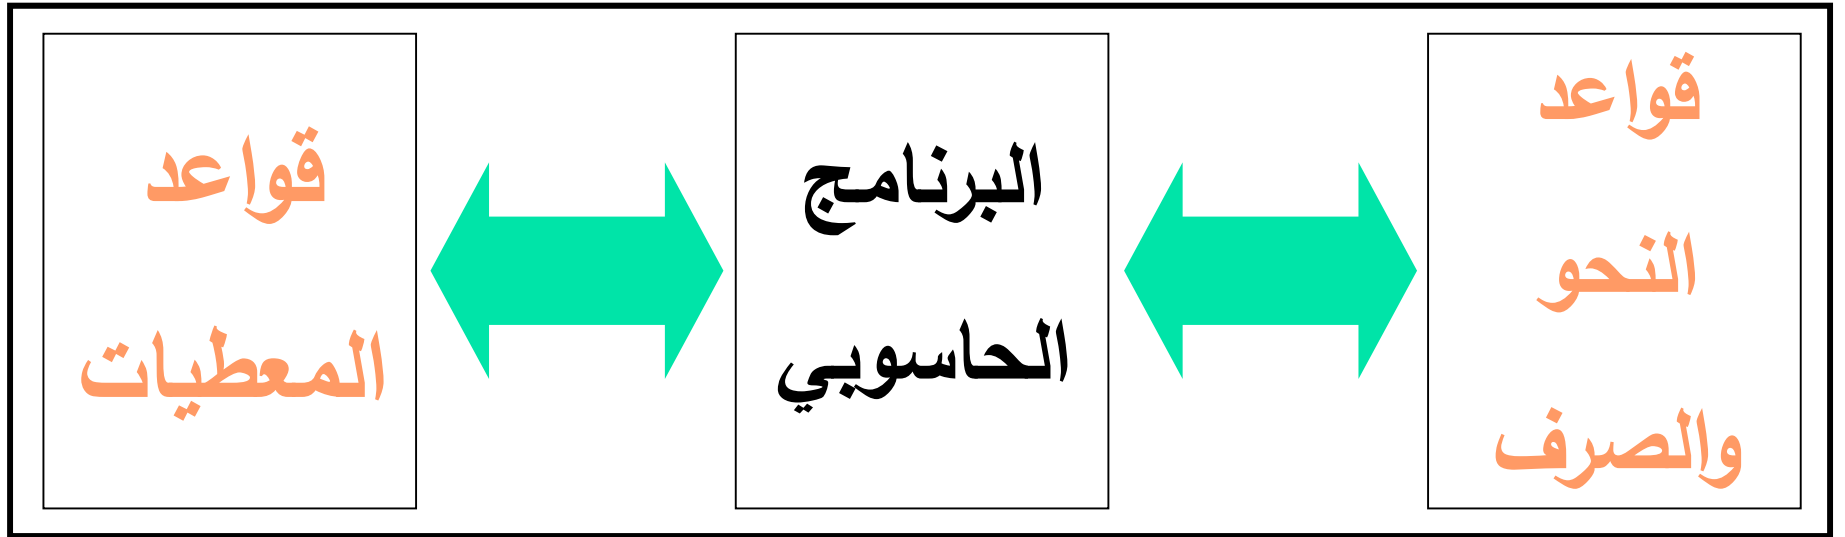 قواعد
النحو
والصرف
البرنامج
الحاسوبي
قواعد
المعطيات